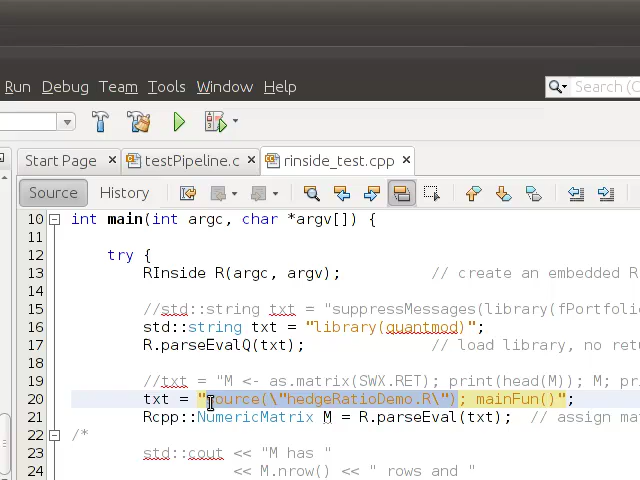 Run Debug Team Tools Window Help Search (C
Start Page × testPipeline.c × rinside_test.cpp ×
Source History
10 int main(int argc, char *argv[]) {
11
12 try {
13 RInside R(argc, argv); // create an embedded R
14
15 //std::string txt = "suppressMessages(library(fPortfolio
16 std::string txt = "library(quantmod)";
17 R.parseEvalQ(txt); // load library, no retu
18
19 //txt = "M <- as.matrix(SWX.RET); print(head(M)); M; pri
20 txt = "source(\"hedgeRatioDemo.R\"); mainFun()";
21 Rcpp::NumericMatrix M = R.parseEval(txt); // assign mat
22 /*
23 std::cout << "M has "
24 << M.nrow() << " rows and "